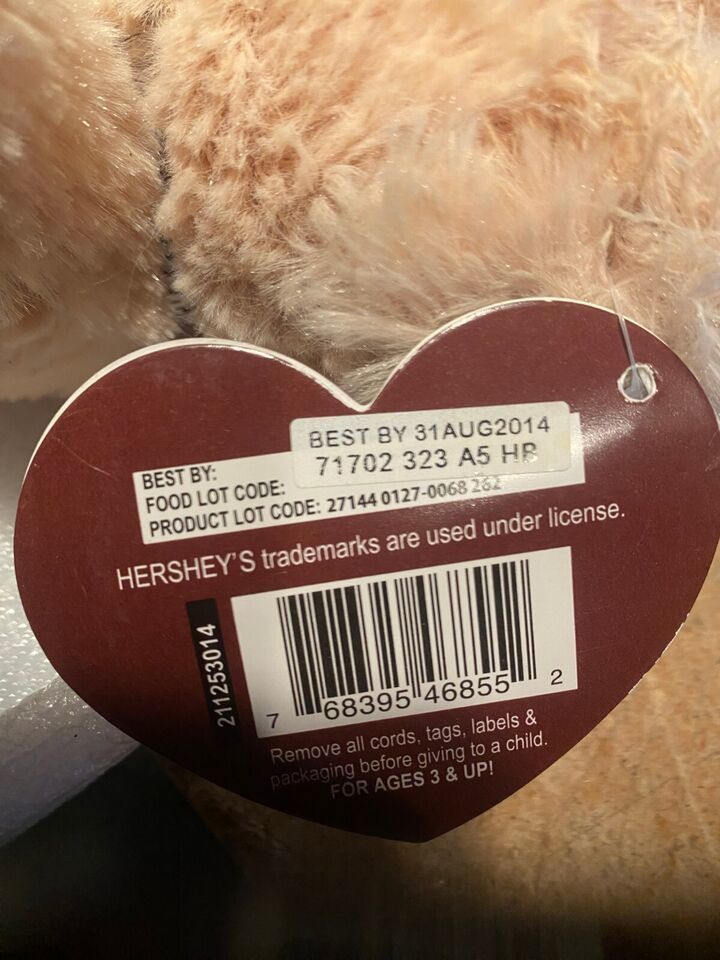 BEST BY 31AUG2014
71702 323 A5 HB
BEST BY:
FOOD LOT CODE:
PRODUCT LOT CODE: 27144 0127-0068 262
HERSHEY'S trademarks are used under license.
211253014
7 68395 46855 2
Remove all cords, tags, labels &
packaging before giving to a child.
FOR AGES 3 & UP!